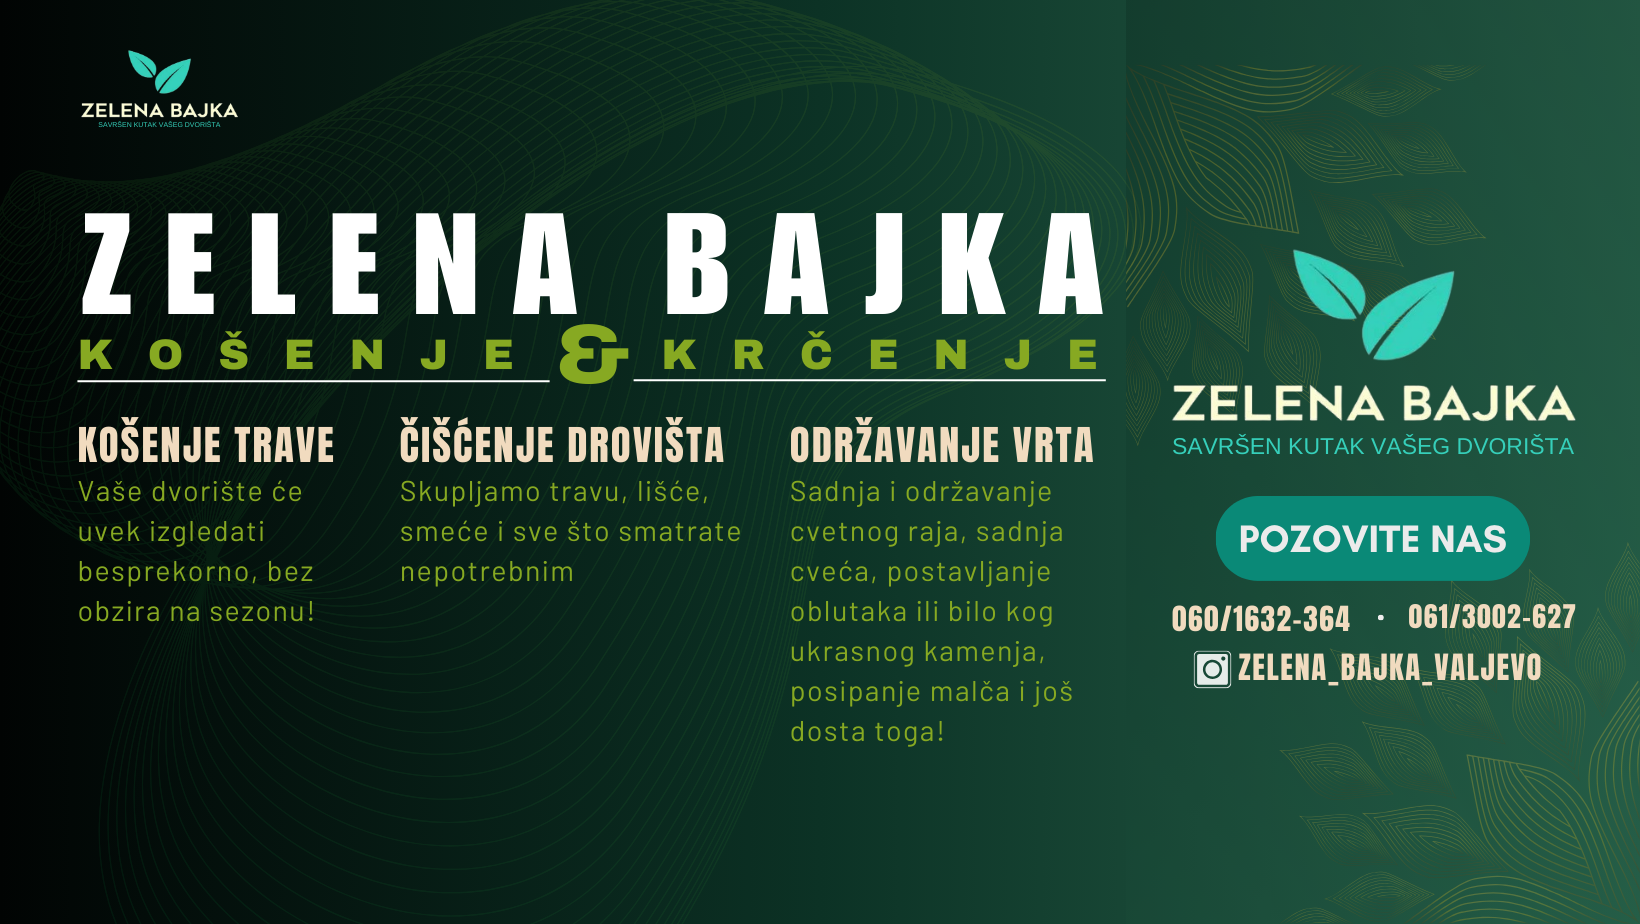 ZELENA BAJKA
SAVRŠEN KUTAK VAŠEG DVORIŠTA
ZELENA BAJKA
KOŠENJE & KRČENJE
KOŠENJE TRAVE
Vaše dvorište će
uvek izgledati
besprekorno, bez
obzira na sezonu!
ČIŠĆENJE DROVIŠTA
Skupljamo travu, lišće,
smeće i sve što smatrate
nepotrebnim
ODRŽAVANJE VRTA
Sadnja i održavanje
cvetnog raja, sadnja
cveća, postavljanje
oblutaka ili bilo kog
ukrasnog kamenja,
posipanje malča i još
dosta toga!
ZELENA BAJKA
SAVRŠEN KUTAK VAŠEG DVORIŠTA
POZOVITE NAS
060/1632-364 · 061/3002-627
ZELENA_BAJKA_VALJEVO